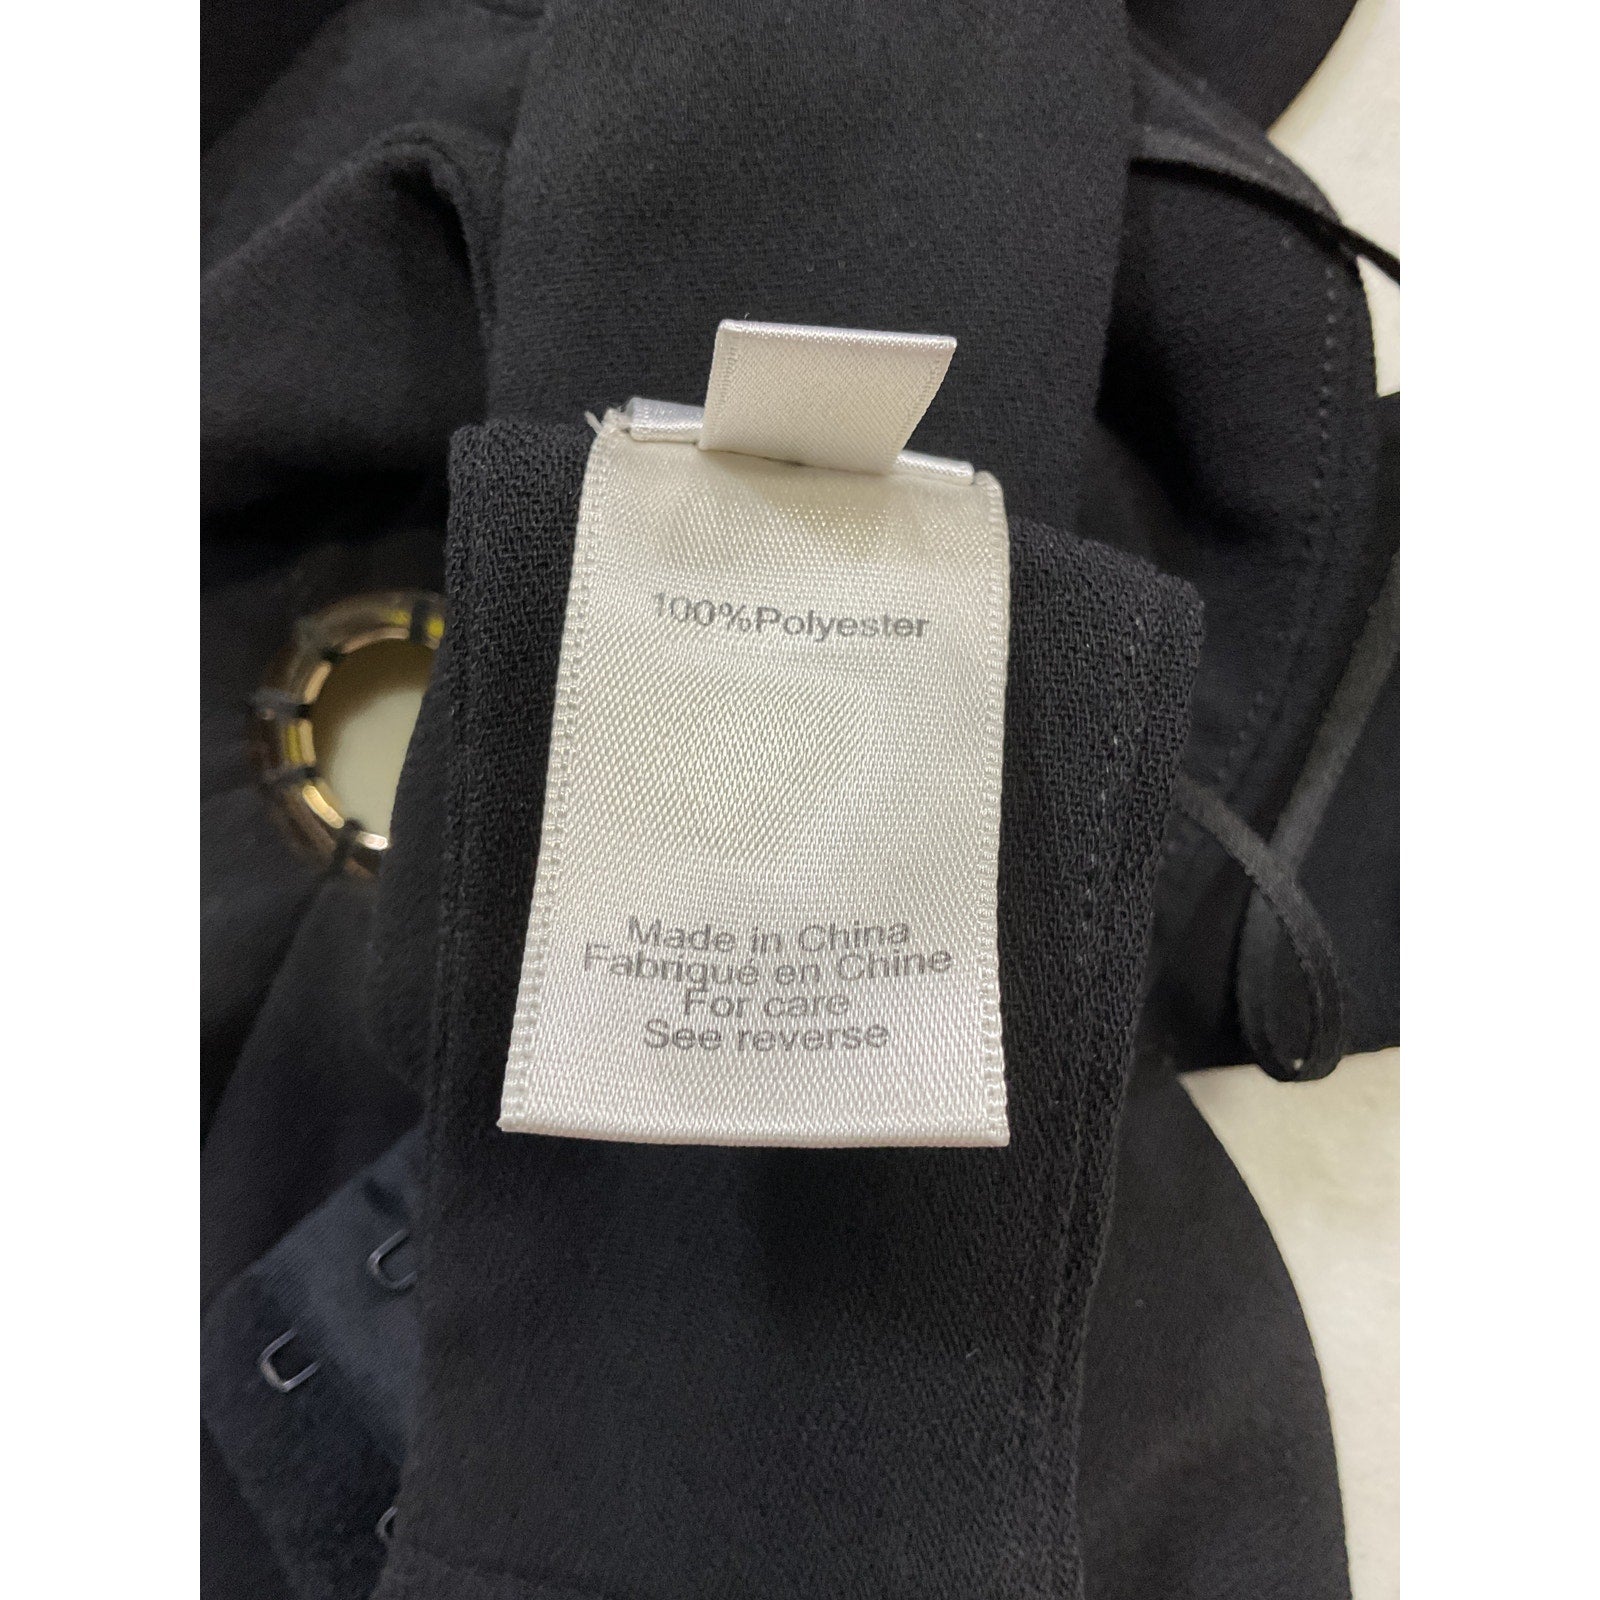 100%Polyester
Made in China
Fabriqué en Chine
For care
See reverse